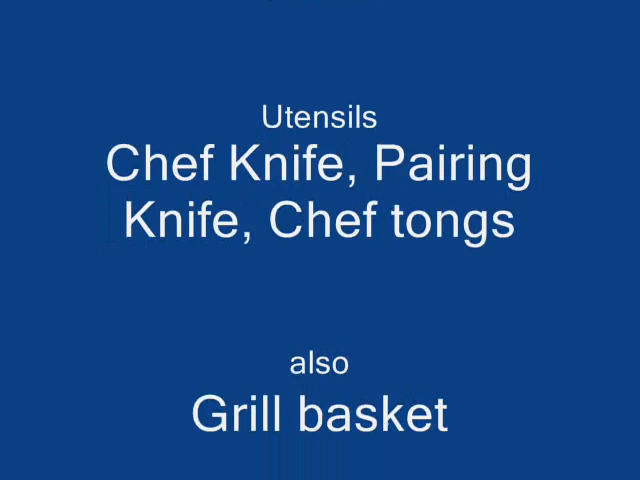 Utensils
Chef Knife, Pairing
Knife, Chef tongs
also
Grill basket